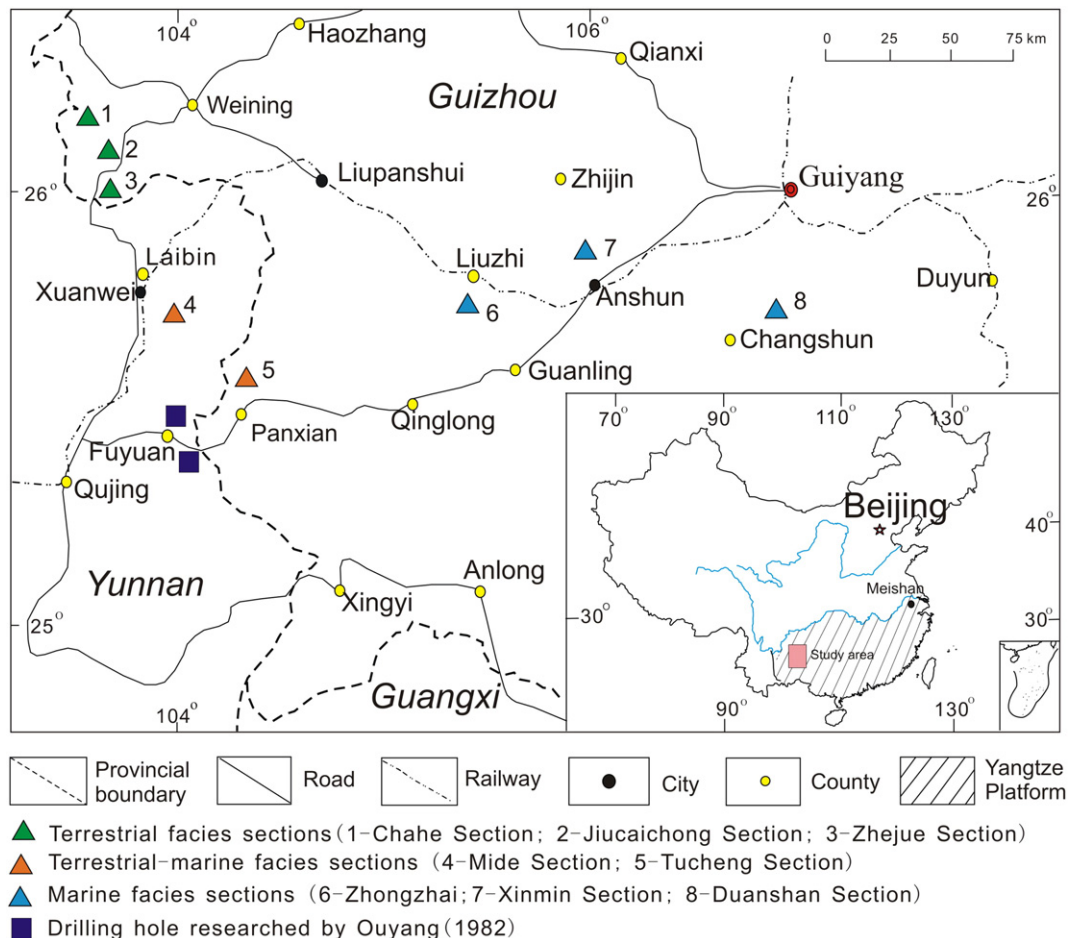 104°
106°
Haozhang
Qianxi
0 25 50 75 km
1
Weining
Guizhou
2
3
Liupanshui
Zhijin
Guiyang
26°
26°
Laibin
7
Liuzhi
Duyun
Xuanwei
4
6
Anshun
8
Changshun
5
Guanling
Panxian
Qinglong
Fuyuan
Qujing
70° 90° 110° 130°
Beijing
40°
Yunnan
Xingyi
Anlong
Meishan
30°
30°
25°
Study area
Guangxi
104°
90°
130°
Provincial boundary
Road
Railway
City
County
Yangtze Platform
Terrestrial facies sections(1-Chahe Section; 2-Jiucaichong Section; 3-Zhejue Section)
Terrestrial-marine facies sections (4-Mide Section; 5-Tucheng Section)
Marine facies sections (6-Zhongzhai;7-Xinmin Section; 8-Duanshan Section)
Drilling hole researched by Ouyang(1982)